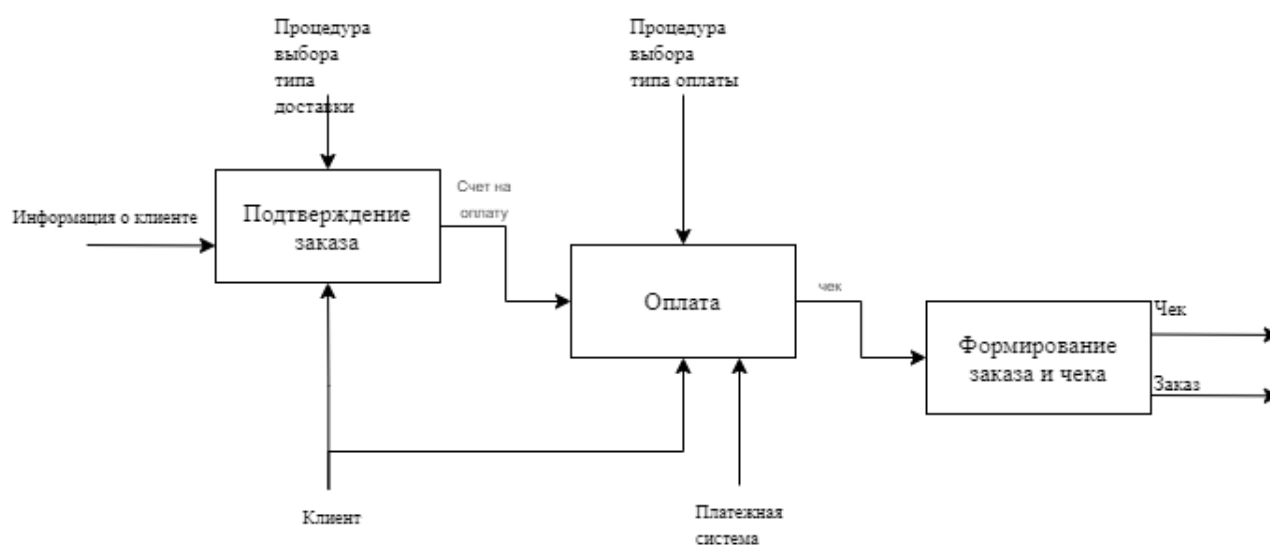 Процедура
выбора
типа
доставки
Процедура
выбора
типа оплаты
Информация о клиенте
Подтверждение
заказа
Счет на
оплату
Оплата
чек
Формирование
заказа и чека
Чек
Заказ
Клиент
Платежная
система